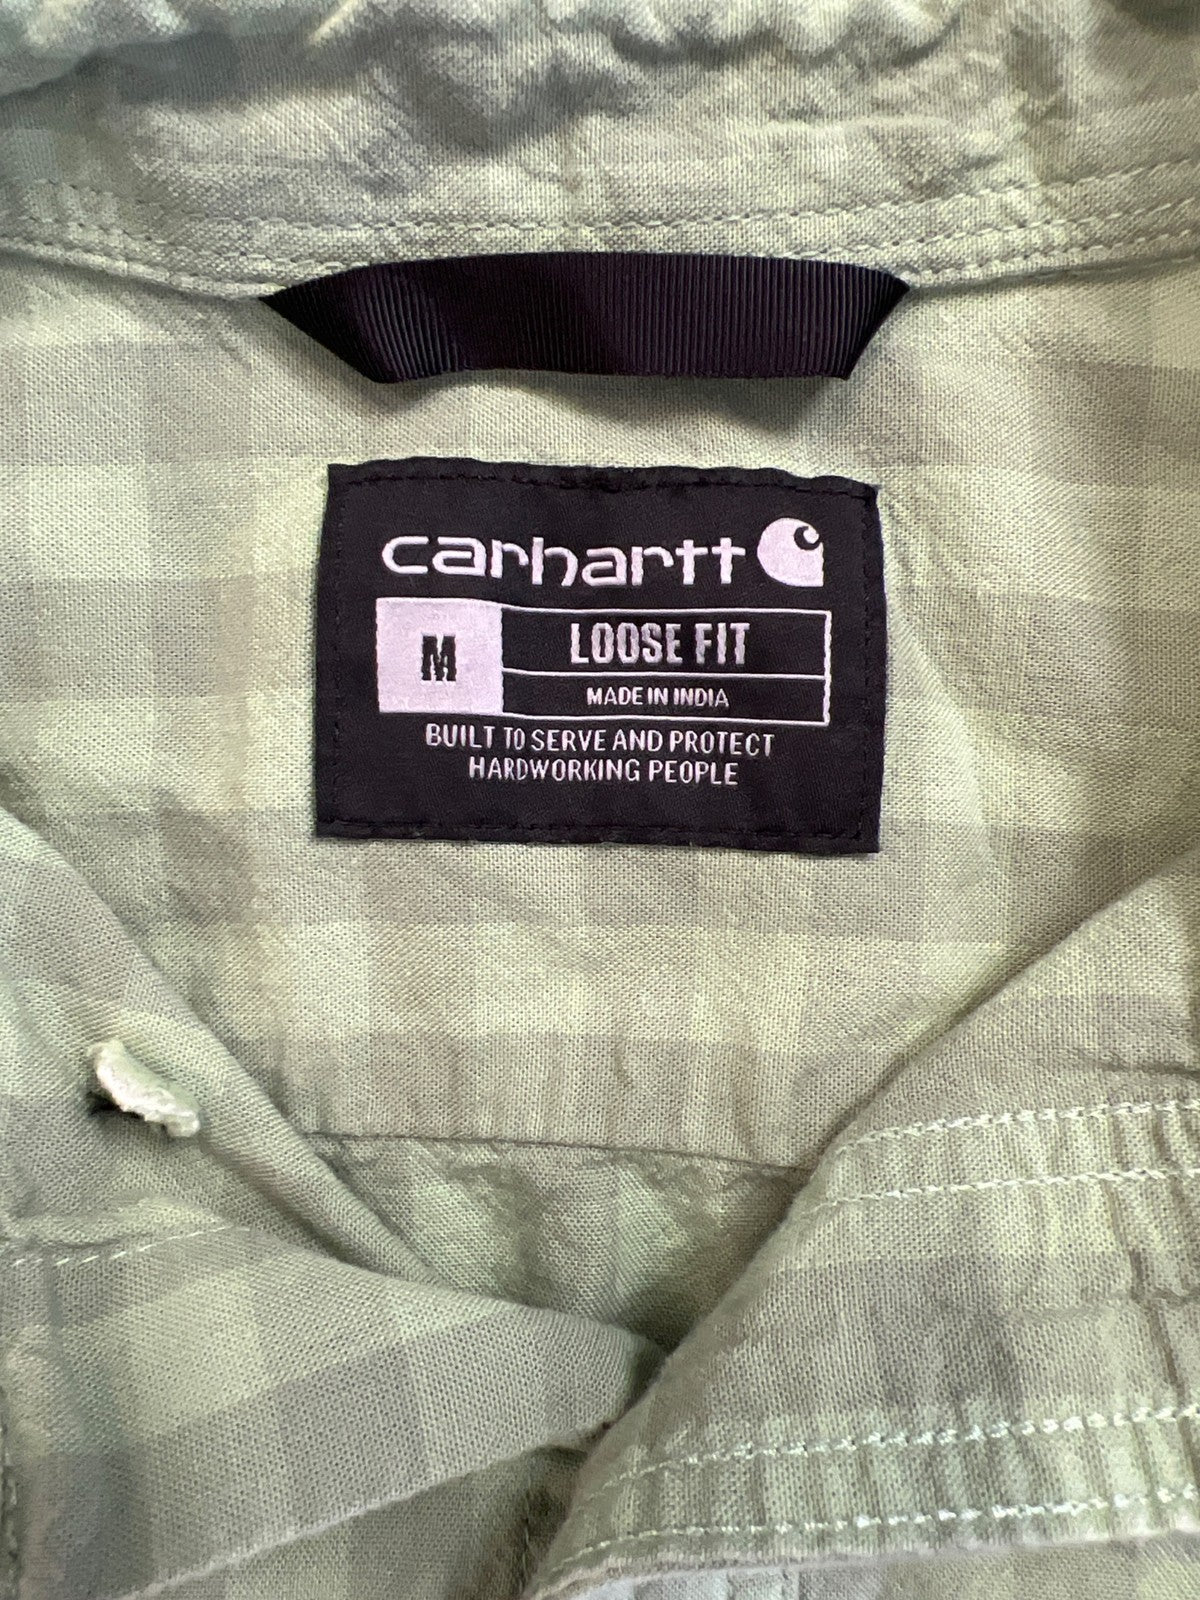 carhartt
M
LOOSE FIT
MADE IN INDIA
BUILT TO SERVE AND PROTECT
HARDWORKING PEOPLE